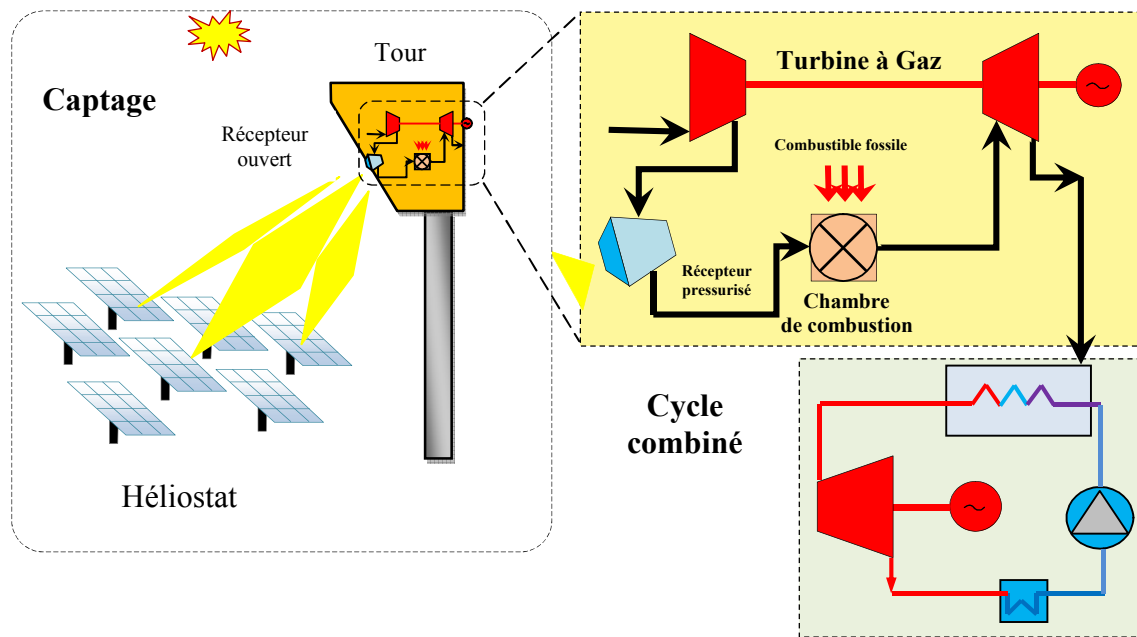 Tour
Captage
Récepteur
ouvert
Héliostat
Turbine à Gaz
Combustible fossile
Récepteur
pressurisé
Chambre
de combustion
Cycle
combiné